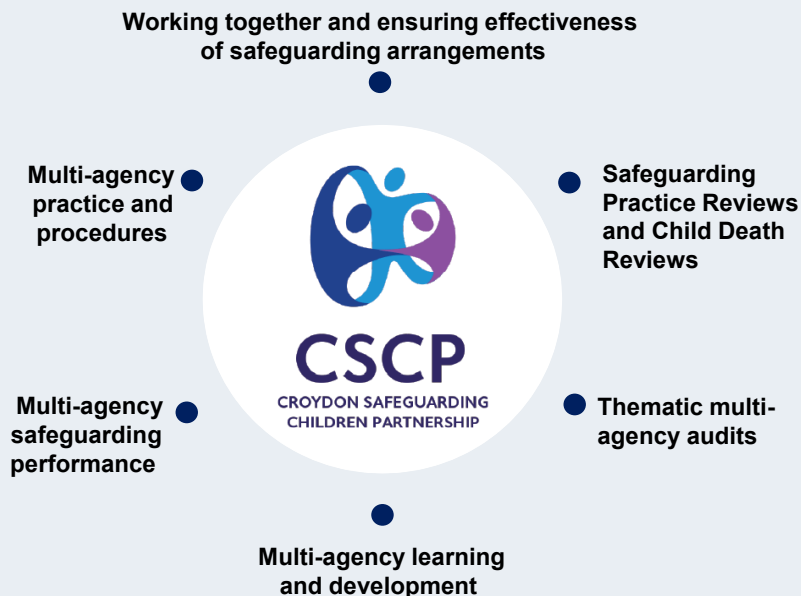 Working together and ensuring effectiveness
of safeguarding arrangements
Multi-agency
practice and
procedures
Safeguarding
Practice Reviews
and Child Death
Reviews
CSCP
CROYDON SAFEGUARDING
CHILDREN PARTNERSHIP
Multi-agency
safeguarding
performance
Thematic multi-
agency audits
Multi-agency learning
and development